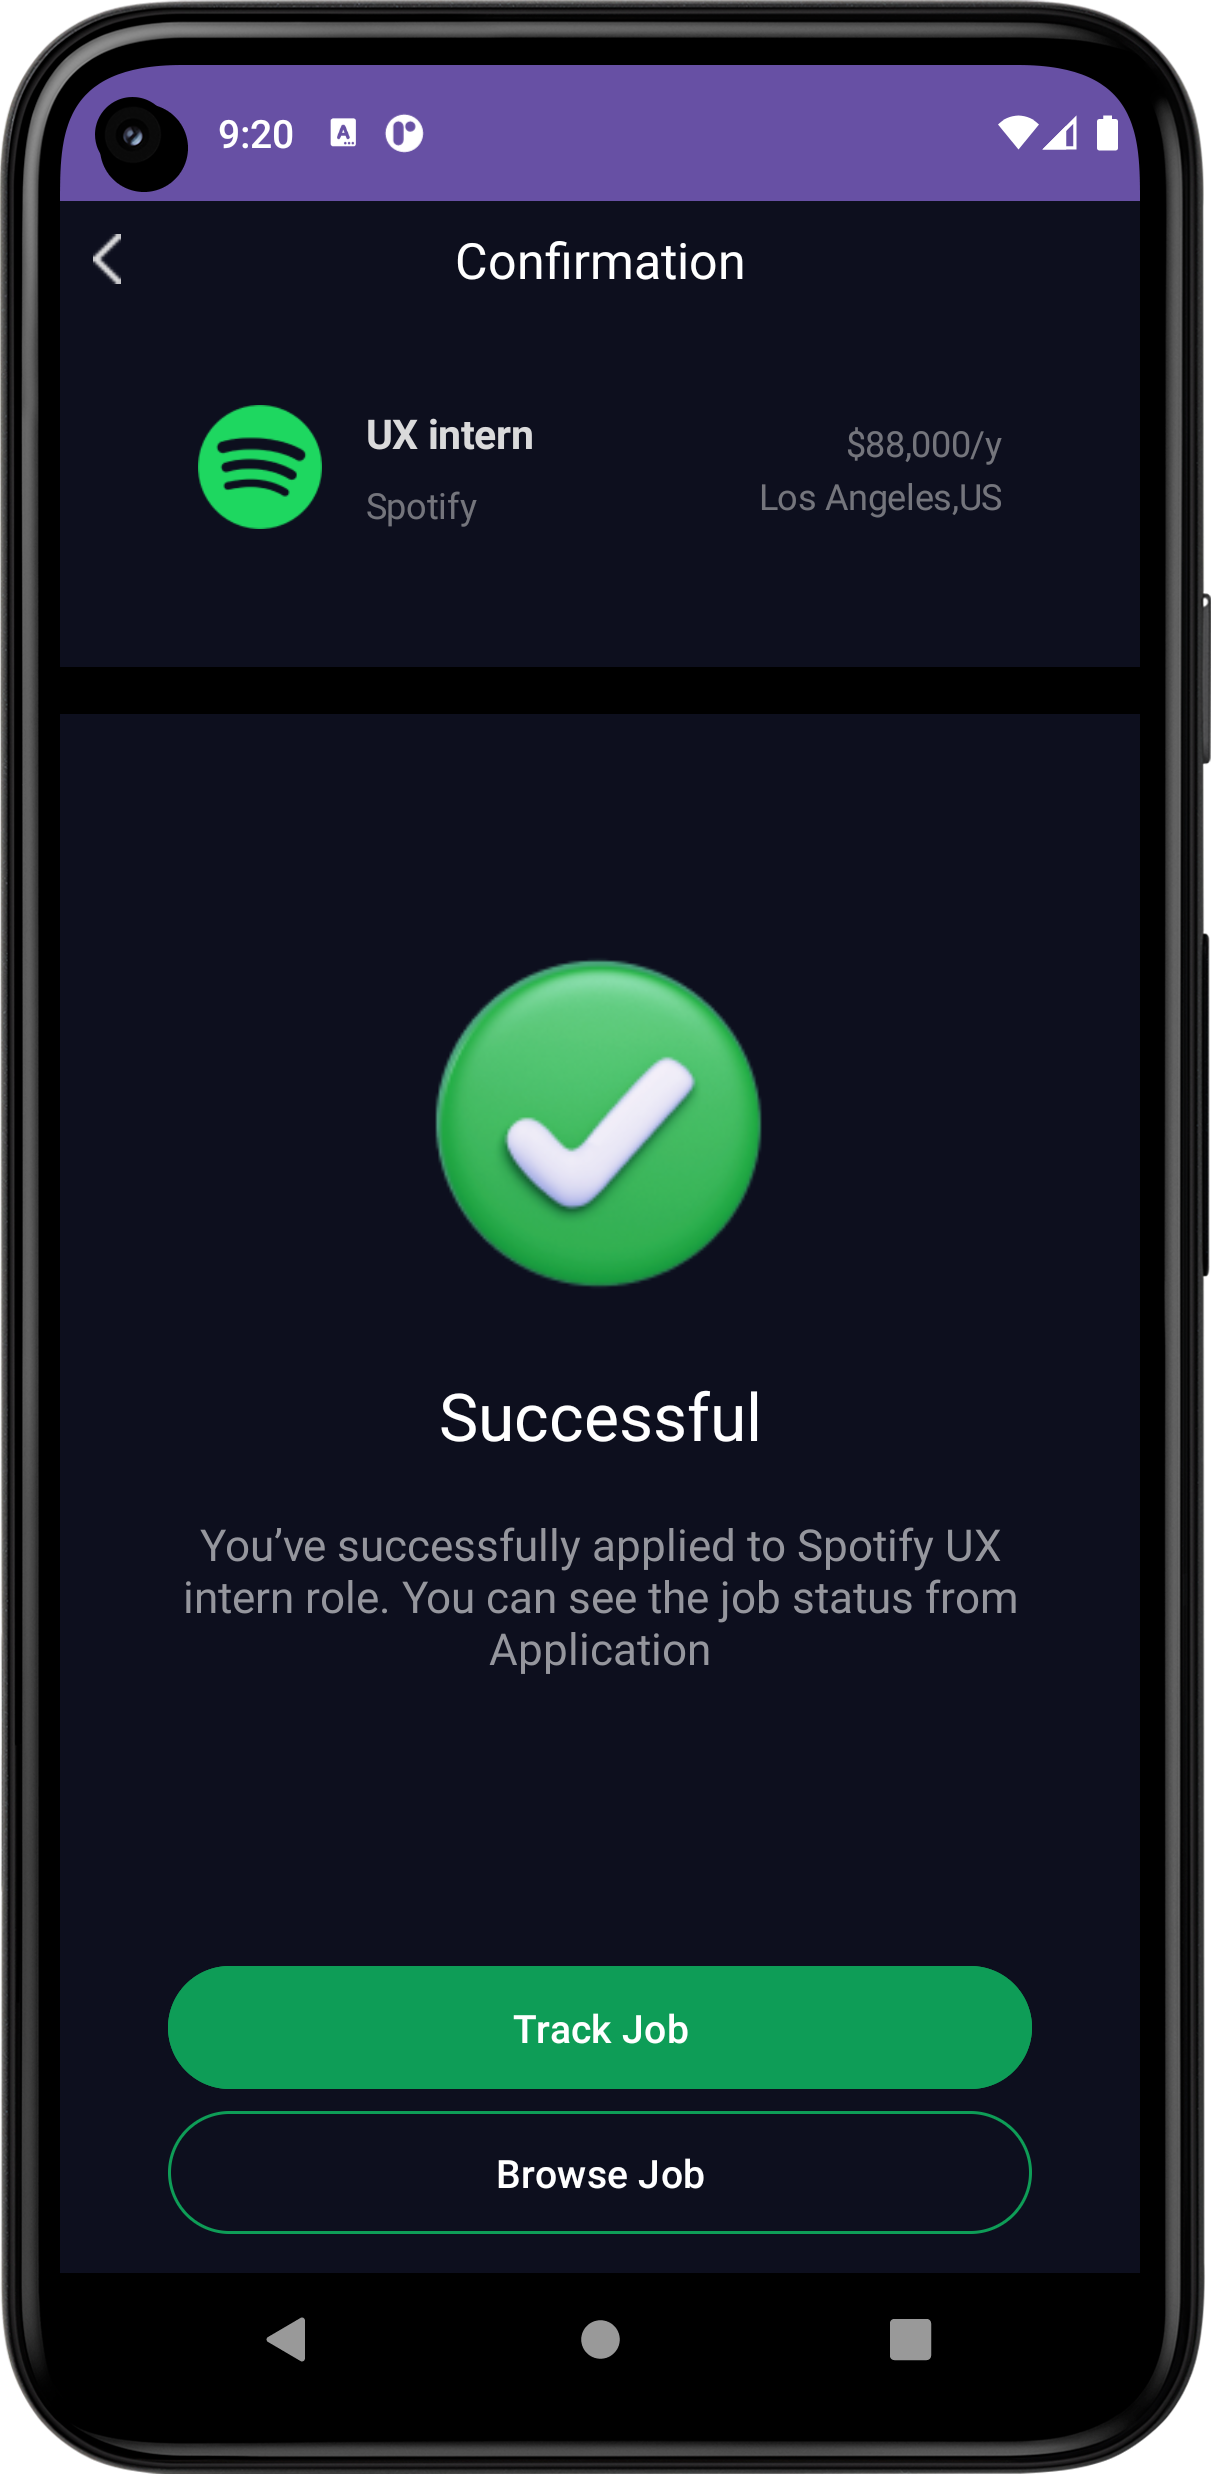 9:20
Confirmation
UX intern
$88,000/y
Spotify
Los Angeles,US
Successful
You’ve successfully applied to Spotify UX
intern role. You can see the job status from
Application
Track Job
Browse Job